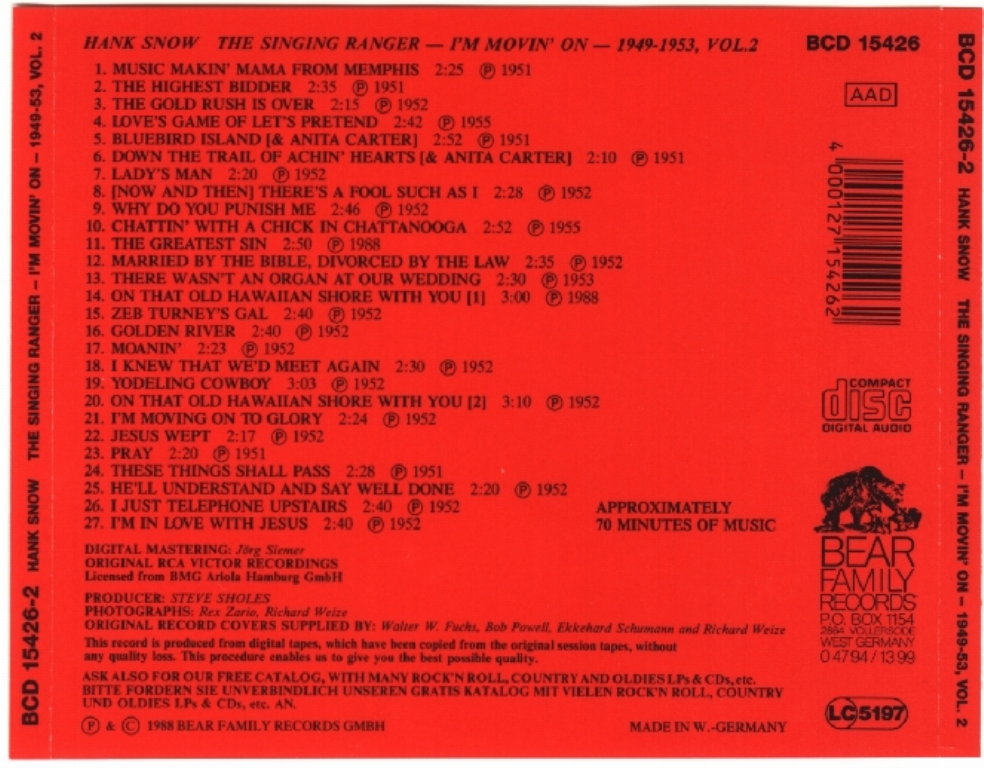 BCD 15426-2 HANK SNOW THE SINGING RANGER – I'M MOVIN' ON – 1949-53, VOL. 2
HANK SNOW THE SINGING RANGER — I'M MOVIN' ON — 1949-1953, VOL.2
BCD 15426
1. MUSIC MAKIN' MAMA FROM MEMPHIS 2:25 Ⓟ 1951
2. THE HIGHEST BIDDER 2:35 Ⓟ 1951
3. THE GOLD RUSH IS OVER 2:15 Ⓟ 1952
4. LOVE'S GAME OF LET'S PRETEND 2:42 Ⓟ 1955
5. BLUEBIRD ISLAND [& ANITA CARTER] 2:52 Ⓟ 1951
6. DOWN THE TRAIL OF ACHIN' HEARTS [& ANITA CARTER] 2:10 Ⓟ 1951
7. LADY'S MAN 2:20 Ⓟ 1952
8. [NOW AND THEN] THERE'S A FOOL SUCH AS I 2:28 Ⓟ 1952
9. WHY DO YOU PUNISH ME 2:46 Ⓟ 1952
10. CHATTIN' WITH A CHICK IN CHATTANOOGA 2:52 Ⓟ 1955
11. THE GREATEST SIN 2:50 Ⓟ 1988
12. MARRIED BY THE BIBLE, DIVORCED BY THE LAW 2:35 Ⓟ 1952
13. THERE WASN'T AN ORGAN AT OUR WEDDING 2:30 Ⓟ 1953
14. ON THAT OLD HAWAIIAN SHORE WITH YOU [1] 3:00 Ⓟ 1988
15. ZEB TURNEY'S GAL 2:40 Ⓟ 1952
16. GOLDEN RIVER 2:40 Ⓟ 1952
17. MOANIN' 2:23 Ⓟ 1952
18. I KNEW THAT WE'D MEET AGAIN 2:30 Ⓟ 1952
19. YODELING COWBOY 3:03 Ⓟ 1952
20. ON THAT OLD HAWAIIAN SHORE WITH YOU [2] 3:10 Ⓟ 1952
21. I'M MOVING ON TO GLORY 2:24 Ⓟ 1952
22. JESUS WEPT 2:17 Ⓟ 1952
23. PRAY 2:20 Ⓟ 1951
24. THESE THINGS SHALL PASS 2:28 Ⓟ 1951
25. HE'LL UNDERSTAND AND SAY WELL DONE 2:20 Ⓟ 1952
26. I JUST TELEPHONE UPSTAIRS 2:40 Ⓟ 1952
27. I'M IN LOVE WITH JESUS 2:40 Ⓟ 1952
APPROXIMATELY
70 MINUTES OF MUSIC
DIGITAL MASTERING: Jörg Siemer
ORIGINAL RCA VICTOR RECORDINGS
Licensed from BMG Ariola Hamburg GmbH
PRODUCER: STEVE SHOLES
PHOTOGRAPHS: Rex Zario, Richard Weize
ORIGINAL RECORD COVERS SUPPLIED BY: Walter W. Fuchs, Bob Powell, Ekkehard Schumann and Richard Weize
This record is produced from digital tapes, which have been copied from the original session tapes, without
any quality loss. This procedure enables us to give you the best possible quality.
ASK ALSO FOR OUR FREE CATALOG, WITH MANY ROCK'N ROLL, COUNTRY AND OLDIES LPs & CDs, etc.
BITTE FORDERN SIE UNVERBINDLICH UNSEREN GRATIS KATALOG MIT VIELEN ROCK'N ROLL, COUNTRY
UND OLDIES LPs & CDs, etc. AN.
Ⓟ & Ⓒ 1988 BEAR FAMILY RECORDS GMBH
MADE IN W.-GERMANY
AAD
4 000127 154262
COMPACT
disc
DIGITAL AUDIO
BEAR
FAMILY
RECORDS
P.O. BOX 1154
2864 VOLLERSODE
WEST GERMANY
0 47 94 / 13 99
LC 5197
BCD 15426-2 HANK SNOW THE SINGING RANGER – I'M MOVIN' ON – 1949-53, VOL. 2